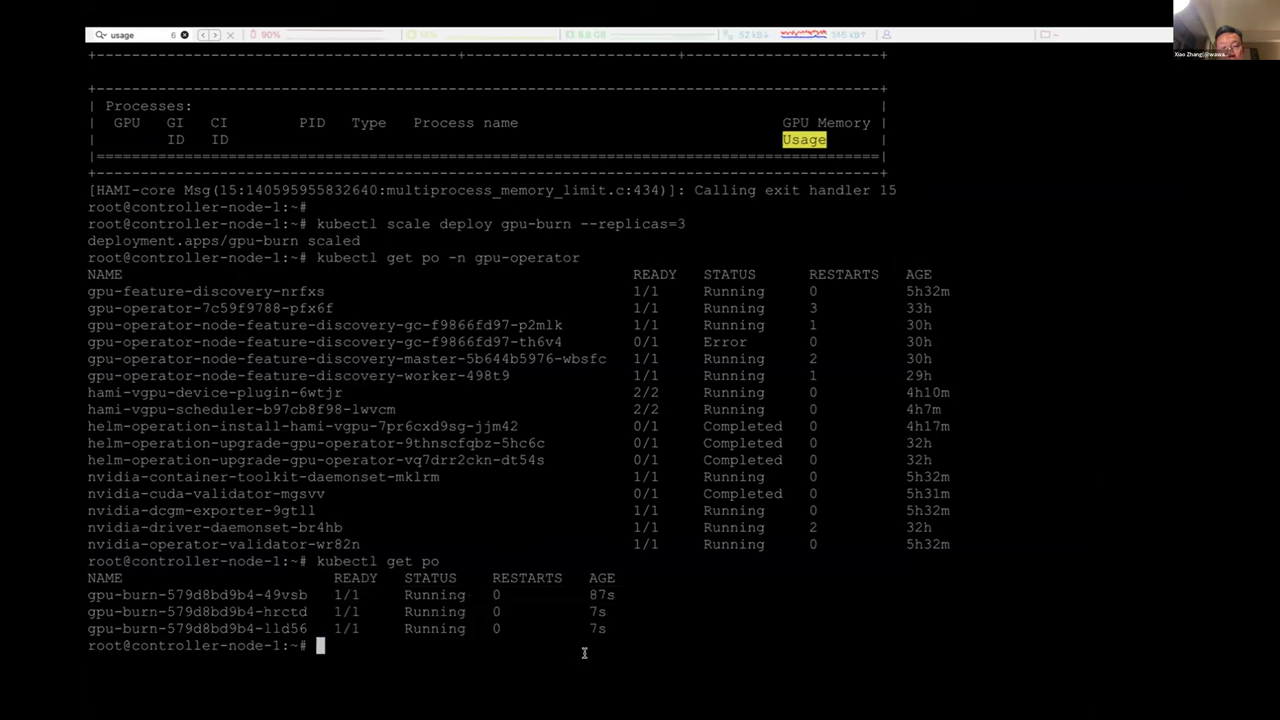 usage 6 90% 8.8 GB 52 kB↓ 146 kB↑ ~
Xiao Zhang(@wawa...
Processes:
GPU GI CI PID Type Process name GPU Memory
ID ID Usage
[HAMI-core Msg(15:140595955832640:multiprocess_memory_limit.c:434)]: Calling exit handler 15
root@controller-node-1:~#
root@controller-node-1:~# kubectl scale deploy gpu-burn --replicas=3
deployment.apps/gpu-burn scaled
root@controller-node-1:~# kubectl get po -n gpu-operator
NAME READY STATUS RESTARTS AGE
gpu-feature-discovery-nrfxs 1/1 Running 0 5h32m
gpu-operator-7c59f9788-pfx6f 1/1 Running 3 33h
gpu-operator-node-feature-discovery-gc-f9866fd97-p2mlk 1/1 Running 1 30h
gpu-operator-node-feature-discovery-gc-f9866fd97-th6v4 0/1 Error 0 30h
gpu-operator-node-feature-discovery-master-5b644b5976-wbsfc 1/1 Running 2 30h
gpu-operator-node-feature-discovery-worker-498t9 1/1 Running 1 29h
hami-vgpu-device-plugin-6wtjr 2/2 Running 0 4h10m
hami-vgpu-scheduler-b97cb8f98-lwvcm 2/2 Running 0 4h7m
helm-operation-install-hami-vgpu-7pr6cxd9sg-jjm42 0/1 Completed 0 4h17m
helm-operation-upgrade-gpu-operator-9thnscfqbz-5hc6c 0/1 Completed 0 32h
helm-operation-upgrade-gpu-operator-vq7drr2ckn-dt54s 0/1 Completed 0 32h
nvidia-container-toolkit-daemonset-mklrm 1/1 Running 0 5h32m
nvidia-cuda-validator-mgsvv 0/1 Completed 0 5h31m
nvidia-dcgm-exporter-9gtll 1/1 Running 0 5h32m
nvidia-driver-daemonset-br4hb 1/1 Running 2 32h
nvidia-operator-validator-wr82n 1/1 Running 0 5h32m
root@controller-node-1:~# kubectl get po
NAME READY STATUS RESTARTS AGE
gpu-burn-579d8bd9b4-49vsb 1/1 Running 0 87s
gpu-burn-579d8bd9b4-hrctd 1/1 Running 0 7s
gpu-burn-579d8bd9b4-lld56 1/1 Running 0 7s
root@controller-node-1:~#